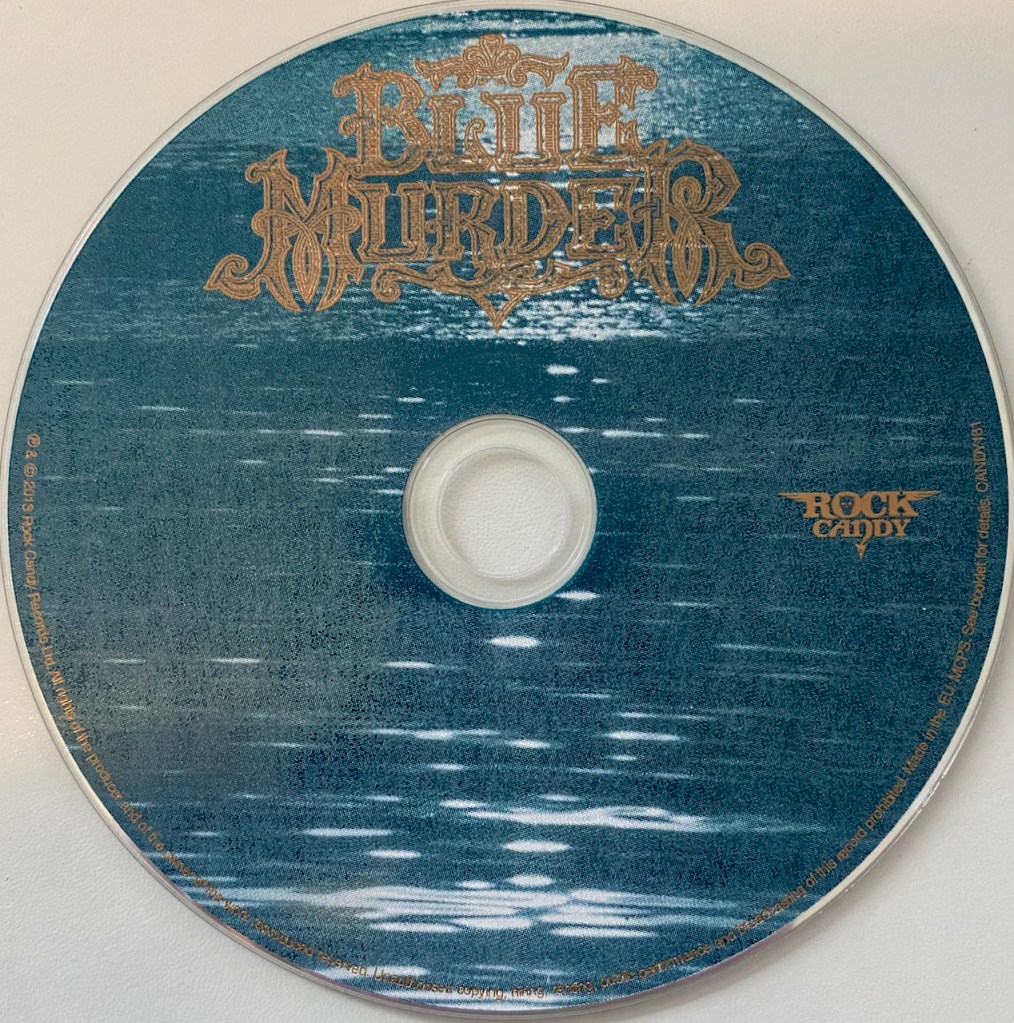 BLUE
MURDER
ROCK
CANDY
℗ & © 2013 Rock Candy Records Ltd. All rights of the producer and of the owner of the work reproduced reserved. Unauthorised copying, hiring, renting, public performance and broadcasting of this record prohibited. Made in the EU. MCPS. See booklet for details. CANDY181